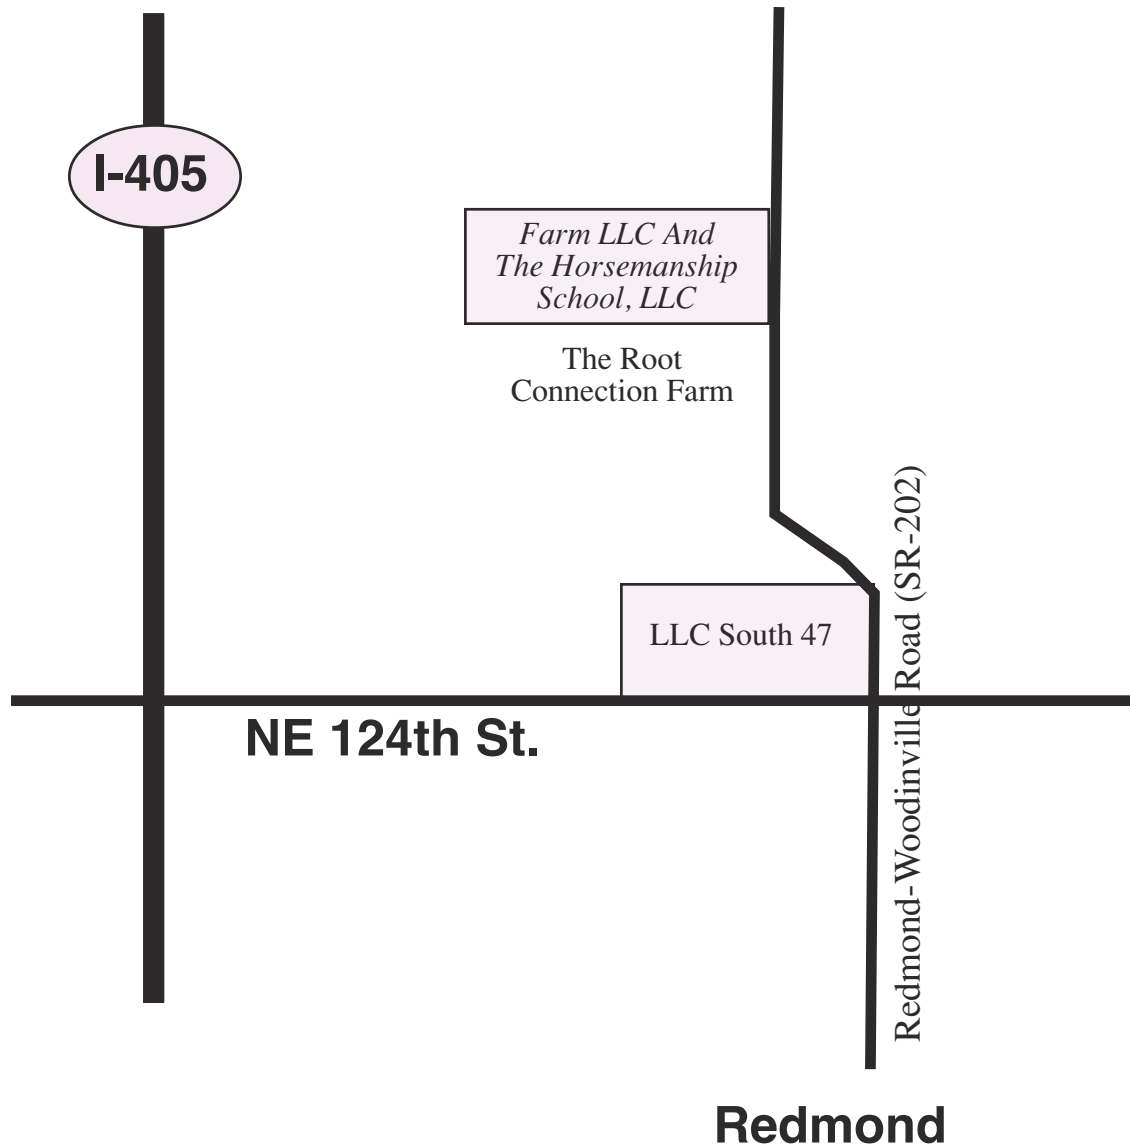 I-405
Farm LLC And
The Horsemanship
School, LLC
The Root
Connection Farm
Redmond-Woodinville Road (SR-202)
LLC South 47
NE 124th St.
Redmond